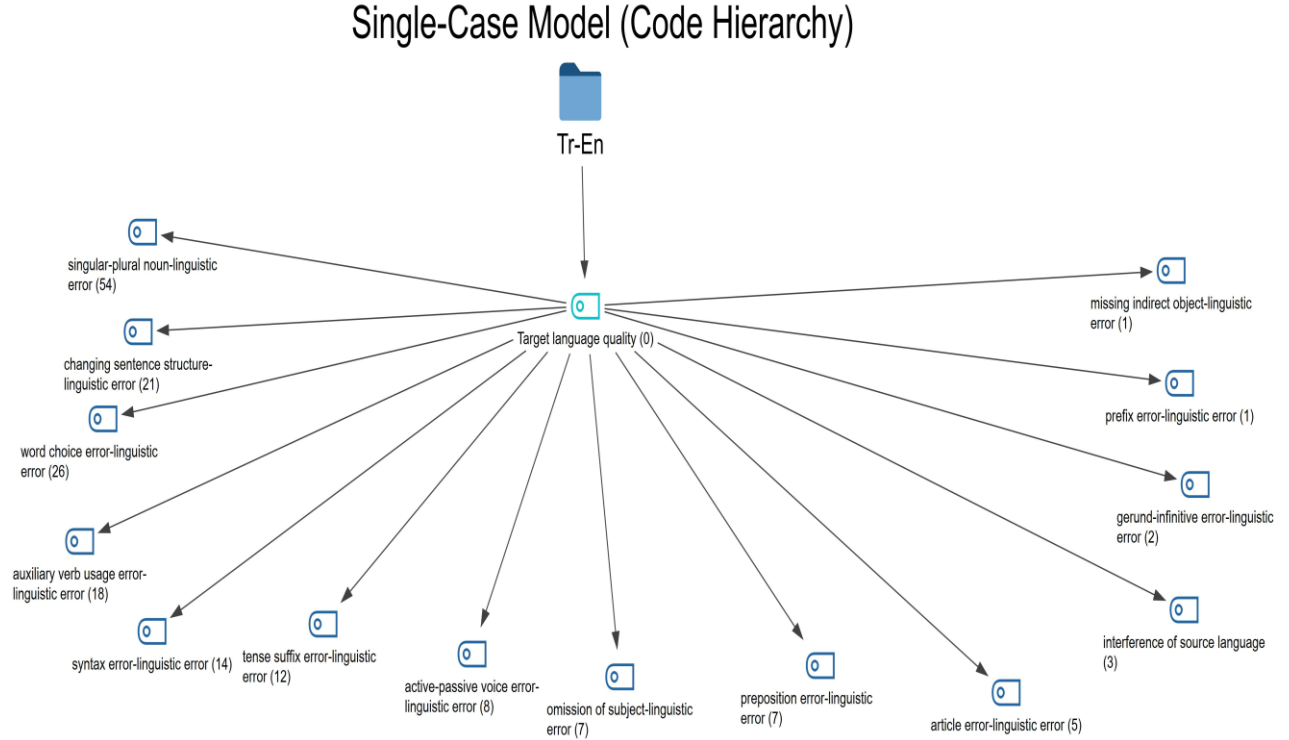 Single-Case Model (Code Hierarchy)
Tr-En
singular-plural noun-linguistic
error (54)
changing sentence structure-
linguistic error (21)
word choice error-linguistic
error (26)
auxiliary verb usage error-
linguistic error (18)
syntax error-linguistic error (14)
tense suffix error-linguistic
error (12)
active-passive voice error-
linguistic error (8)
omission of subject-linguistic
error (7)
preposition error-linguistic
error (7)
article error-linguistic error (5)
interference of source language
(3)
gerund-infinitive error-linguistic
error (2)
prefix error-linguistic error (1)
missing indirect object-linguistic
error (1)
Target language quality (0)